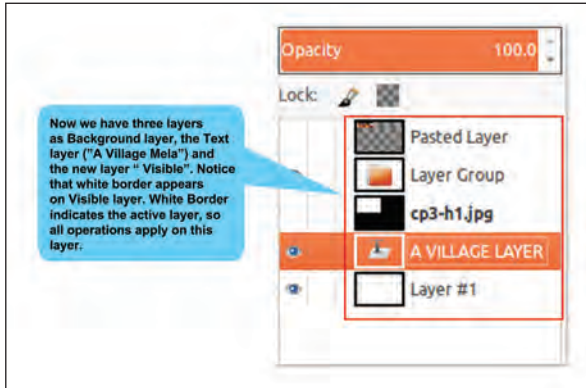 Opacity 100.0
Lock:
Now we have three layers
as Background layer, the Text
layer ("A Village Mela") and
the new layer “ Visible”. Notice
that white border appears
on Visible layer. White Border
indicates the active layer, so
all operations apply on this
layer.
Pasted Layer
Layer Group
cp3-h1.jpg
A VILLAGE LAYER
Layer #1